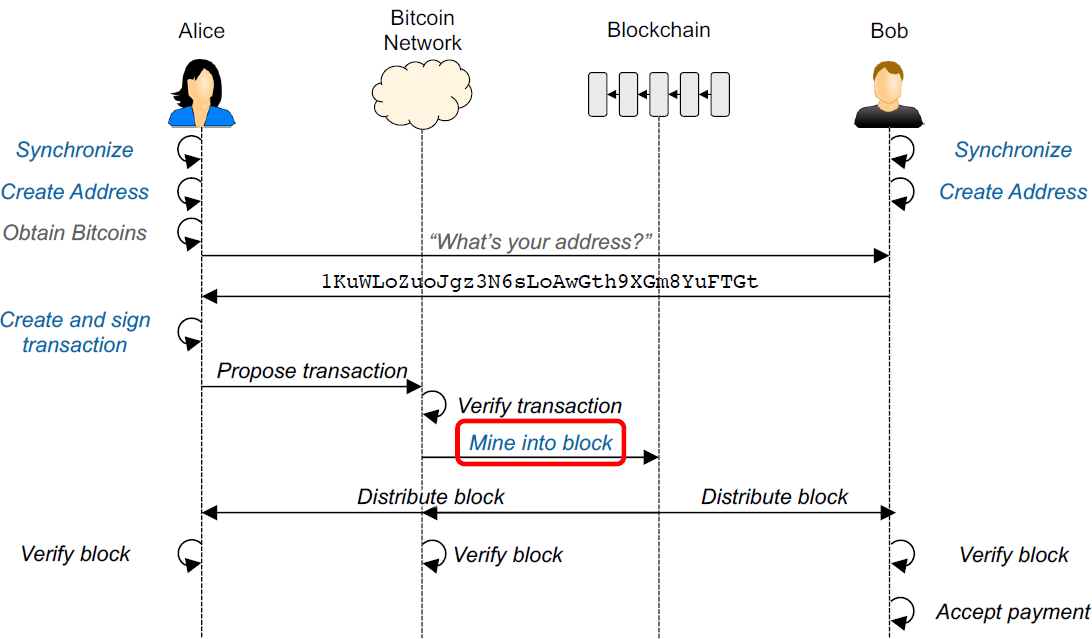 Alice
Bitcoin
Network
Blockchain
Bob
Synchronize
Synchronize
Create Address
Create Address
Obtain Bitcoins
“What’s your address?”
1KuWLoZuoJgz3N6sLoAwGth9XGm8YuFTGt
Create and sign
transaction
Propose transaction
Verify transaction
Mine into block
Distribute block
Distribute block
Verify block
Verify block
Verify block
Accept payment